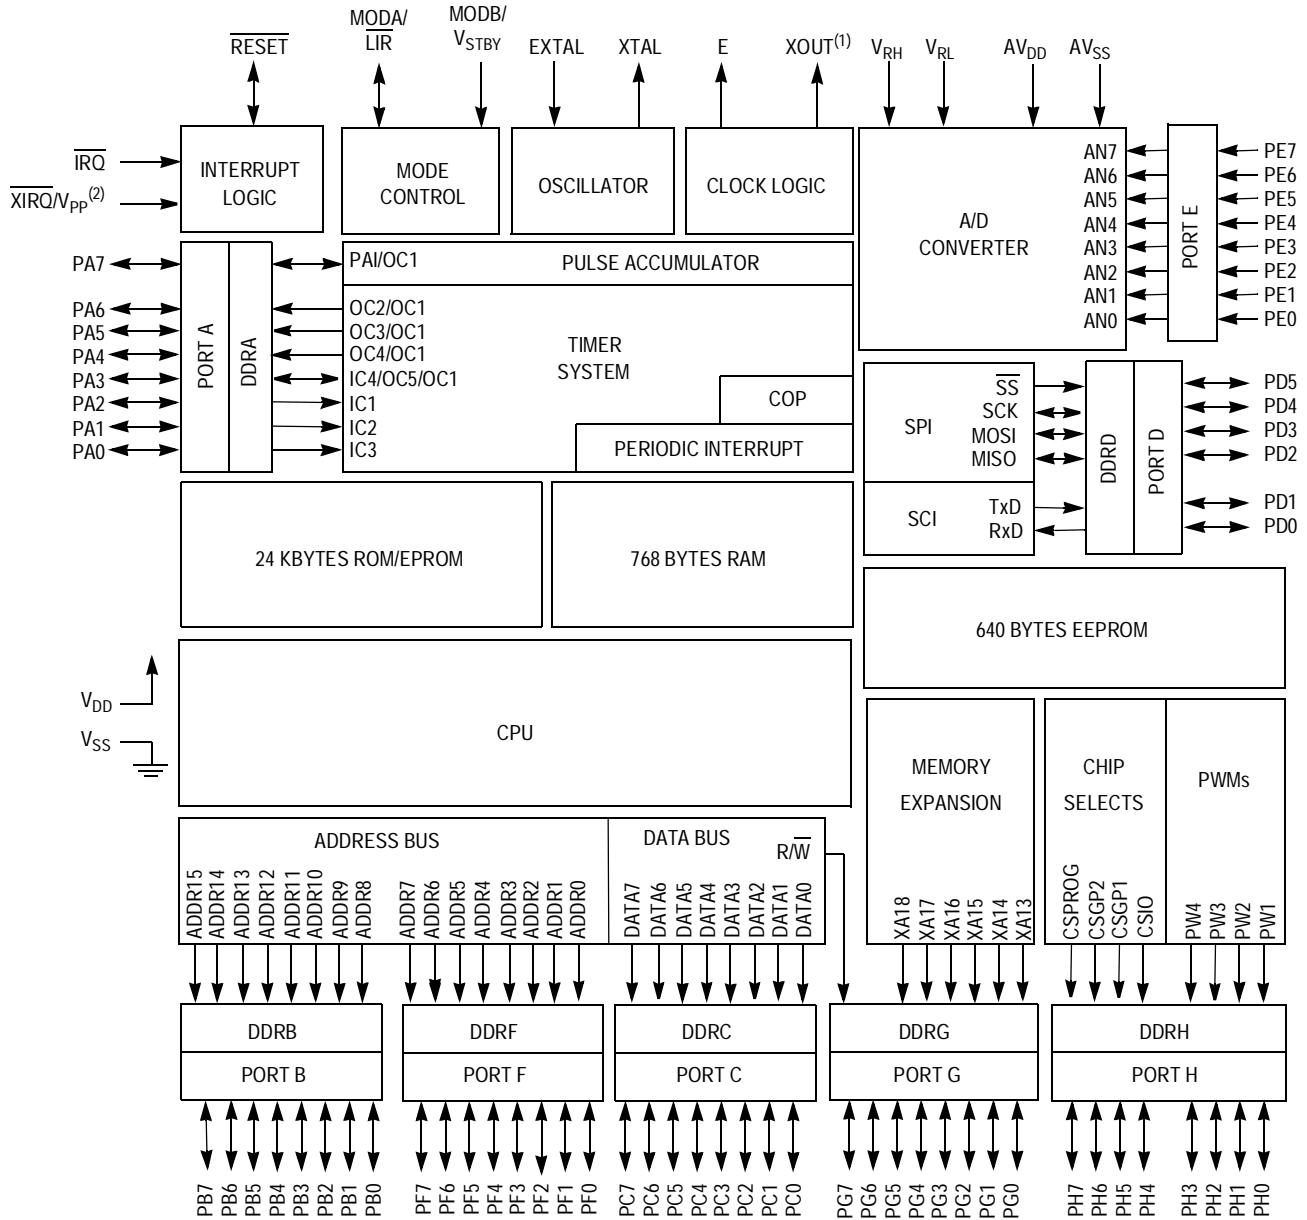 RESET
MODA/
LIR
MODB/
VSTBY
EXTAL
XTAL
E
XOUT(1)
VRH
VRL
AVDD
AVSS
IRQ
XIRQ/VPP(2)
INTERRUPT
LOGIC
MODE
CONTROL
OSCILLATOR
CLOCK LOGIC
A/D
CONVERTER
AN7
AN6
AN5
AN4
AN3
AN2
AN1
AN0
PORT E
PE7
PE6
PE5
PE4
PE3
PE2
PE1
PE0
PA7
PA6
PA5
PA4
PA3
PA2
PA1
PA0
PORT A
DDRA
PAI/OC1
OC2/OC1
OC3/OC1
OC4/OC1
IC4/OC5/OC1
IC1
IC2
IC3
PULSE ACCUMULATOR
TIMER
SYSTEM
COP
PERIODIC INTERRUPT
SPI
SS
SCK
MOSI
MISO
SCI
TxD
RxD
DDRD
PORT D
PD5
PD4
PD3
PD2
PD1
PD0
24 KBYTES ROM/EPROM
768 BYTES RAM
640 BYTES EEPROM
VDD
VSS
CPU
MEMORY
EXPANSION
CHIP
SELECTS
PWMs
ADDRESS BUS
DATA BUS
R/W
ADDR15
ADDR14
ADDR13
ADDR12
ADDR11
ADDR10
ADDR9
ADDR8
ADDR7
ADDR6
ADDR5
ADDR4
ADDR3
ADDR2
ADDR1
ADDR0
DATA7
DATA6
DATA5
DATA4
DATA3
DATA2
DATA1
DATA0
XA18
XA17
XA16
XA15
XA14
XA13
CSPROG
CSGP2
CSGP1
CSIO
PW4
PW3
PW2
PW1
DDRB
PORT B
DDRF
PORT F
DDRC
PORT C
DDRG
PORT G
DDRH
PORT H
PB7
PB6
PB5
PB4
PB3
PB2
PB1
PB0
PF7
PF6
PF5
PF4
PF3
PF2
PF1
PF0
PC7
PC6
PC5
PC4
PC3
PC2
PC1
PC0
PG7
PG6
PG5
PG4
PG3
PG2
PG1
PG0
PH7
PH6
PH5
PH4
PH3
PH2
PH1
PH0